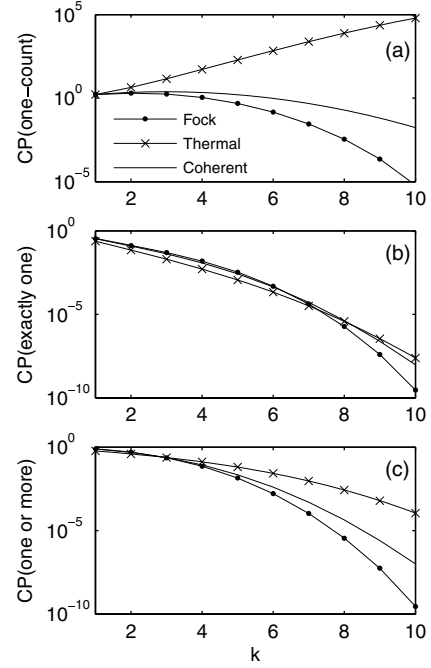 10^5
(a)
CP(one-count)
10^0
Fock
Thermal
Coherent
10^-5
2 4 6 8 10
10^0
(b)
CP(exactly one)
10^-5
10^-10
2 4 6 8 10
10^0
(c)
CP(one or more)
10^-5
10^-10
2 4 6 8 10
k